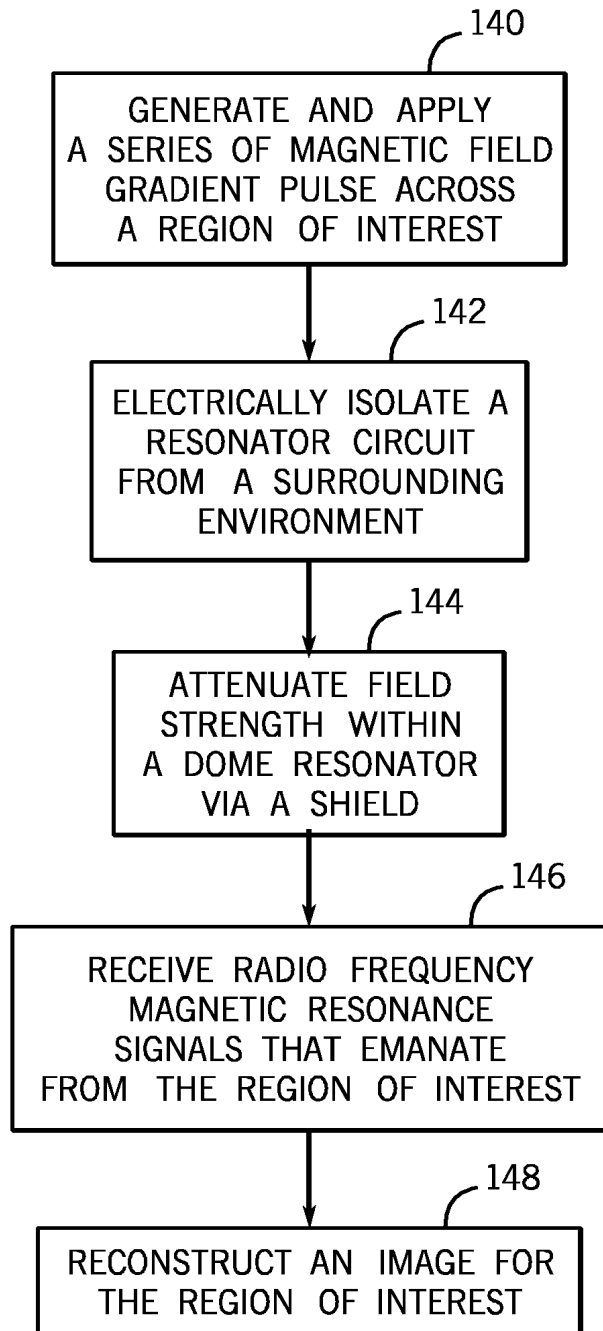 140
GENERATE AND APPLY
A SERIES OF MAGNETIC FIELD
GRADIENT PULSE ACROSS
A REGION OF INTEREST
142
ELECTRICALLY ISOLATE A
RESONATOR CIRCUIT
FROM A SURROUNDING
ENVIRONMENT
144
ATTENUATE FIELD
STRENGTH WITHIN
A DOME RESONATOR
VIA A SHIELD
146
RECEIVE RADIO FREQUENCY
MAGNETIC RESONANCE
SIGNALS THAT EMANATE
FROM THE REGION OF INTEREST
148
RECONSTRUCT AN IMAGE FOR
THE REGION OF INTEREST